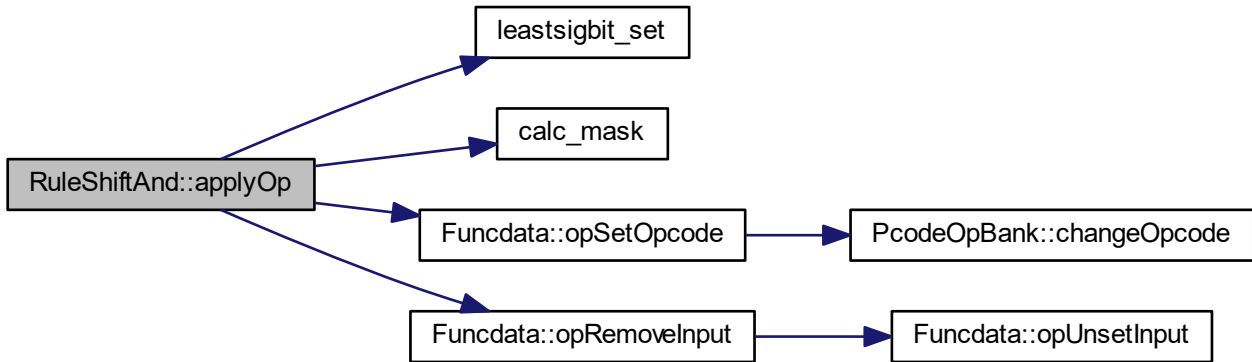 leastsigbit_set
calc_mask
RuleShiftAnd::applyOp
Funcdata::opSetOpcode
PcodeOpBank::changeOpcode
Funcdata::opRemoveInput
Funcdata::opUnsetInput